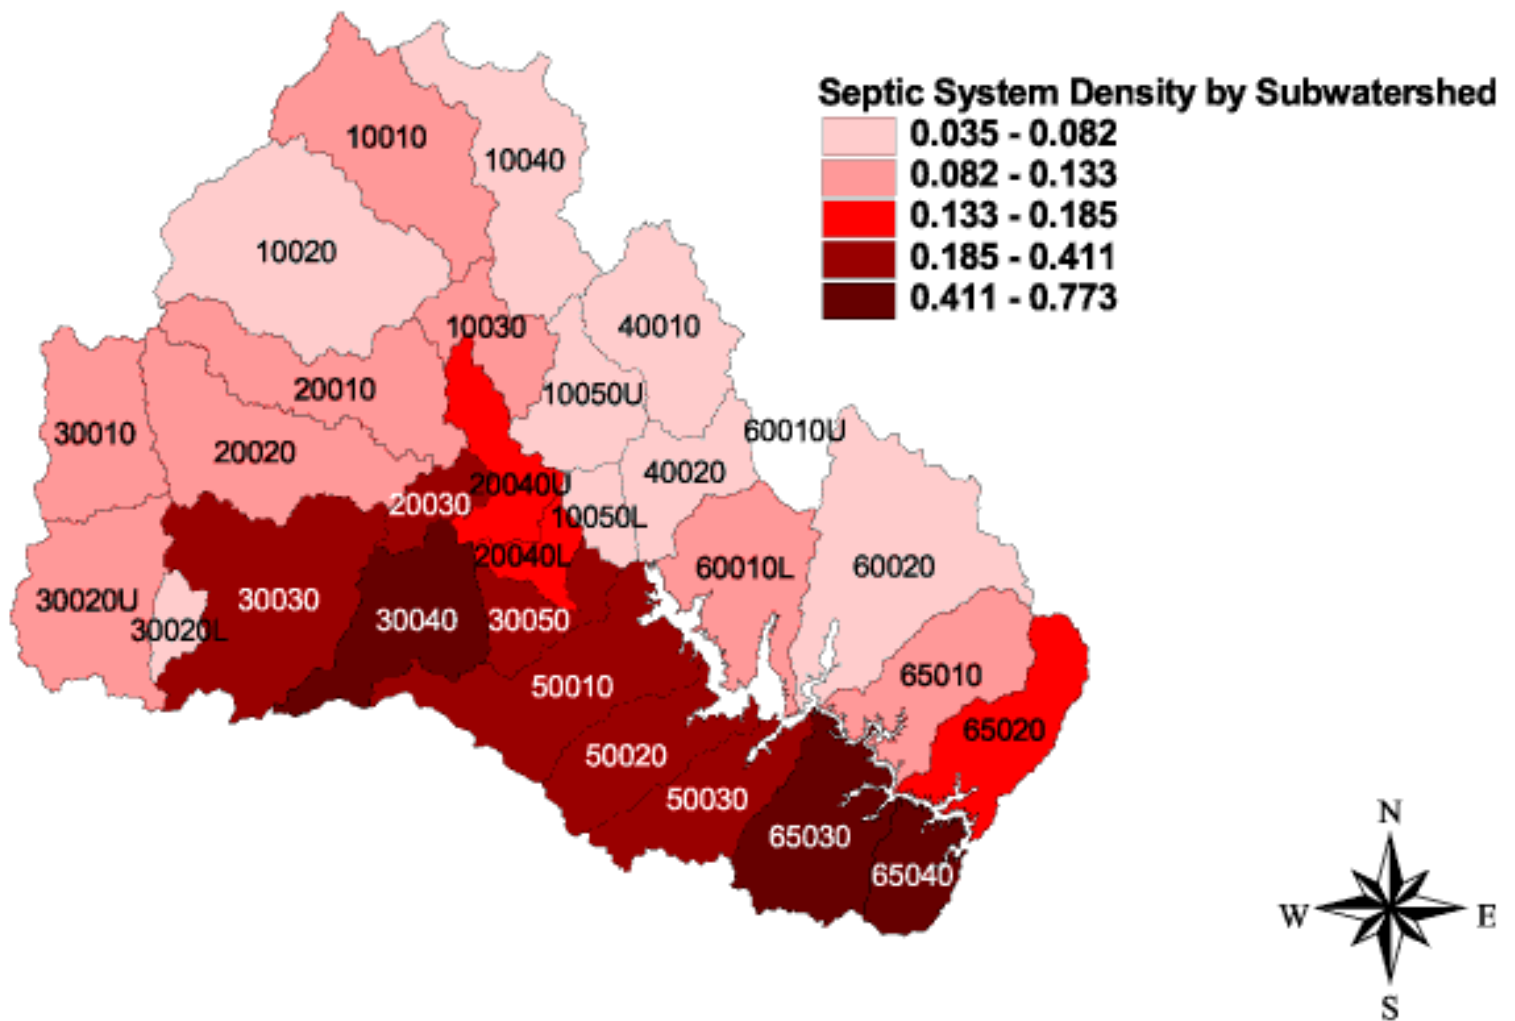 Septic System Density by Subwatershed
0.035 - 0.082
0.082 - 0.133
0.133 - 0.185
0.185 - 0.411
0.411 - 0.773
10010
10040
10020
10030
40010
20010
10050U
30010
20020
60010U
40020
20040U
20030
10050L
20040L
60010L
60020
30020U
30030
30020L
30040
30050
50010
65010
65020
50020
50030
65030
65040
N
W
E
S